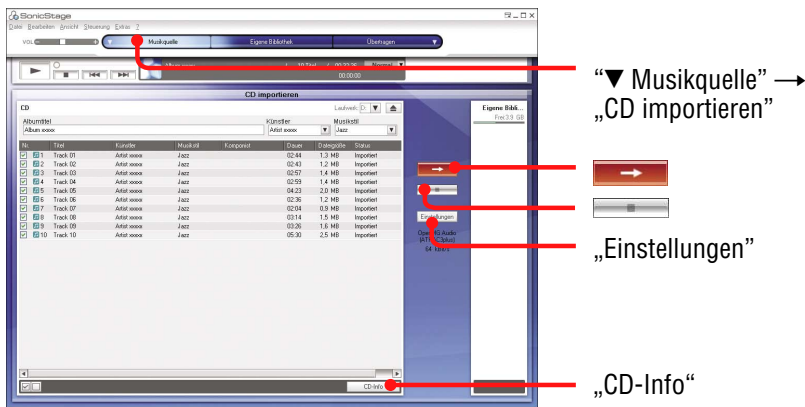 SonicStage
Datei Bearbeiten Ansicht Steuerung Extras ?
VOL
Musikquelle Eigene Bibliothek Übertragen
Normal
00:00:00
CD importieren
CD Laufwerk: Eigene Bibli...
Frei:3.9 GB
Albumtitel Künstler Musikstil
Album xxxxx Artist xxxxx Jazz
Nr. Titel Künstler Musikstil Komponist Dauer Dateigröße Status
1 Track 01 Artist xxxxx Jazz 02:44 1,3 MB Importiert
2 Track 02 Artist xxxxx Jazz 02:43 1,2 MB Importiert
3 Track 03 Artist xxxxx Jazz 02:57 1,4 MB Importiert
4 Track 04 Artist xxxxx Jazz 02:59 1,4 MB Importiert
5 Track 05 Artist xxxxx Jazz 04:23 2,0 MB Importiert
6 Track 06 Artist xxxxx Jazz 02:36 1,2 MB Importiert
7 Track 07 Artist xxxxx Jazz 02:04 0,9 MB Importiert
8 Track 08 Artist xxxxx Jazz 03:14 1,5 MB Importiert
9 Track 09 Artist xxxxx Jazz 03:26 1,6 MB Importiert
10 Track 10 Artist xxxxx Jazz 05:30 2,5 MB Importiert
Einstellungen
64
CD-Info
“▼ Musikquelle” →
„CD importieren”
„Einstellungen”
„CD-Info“